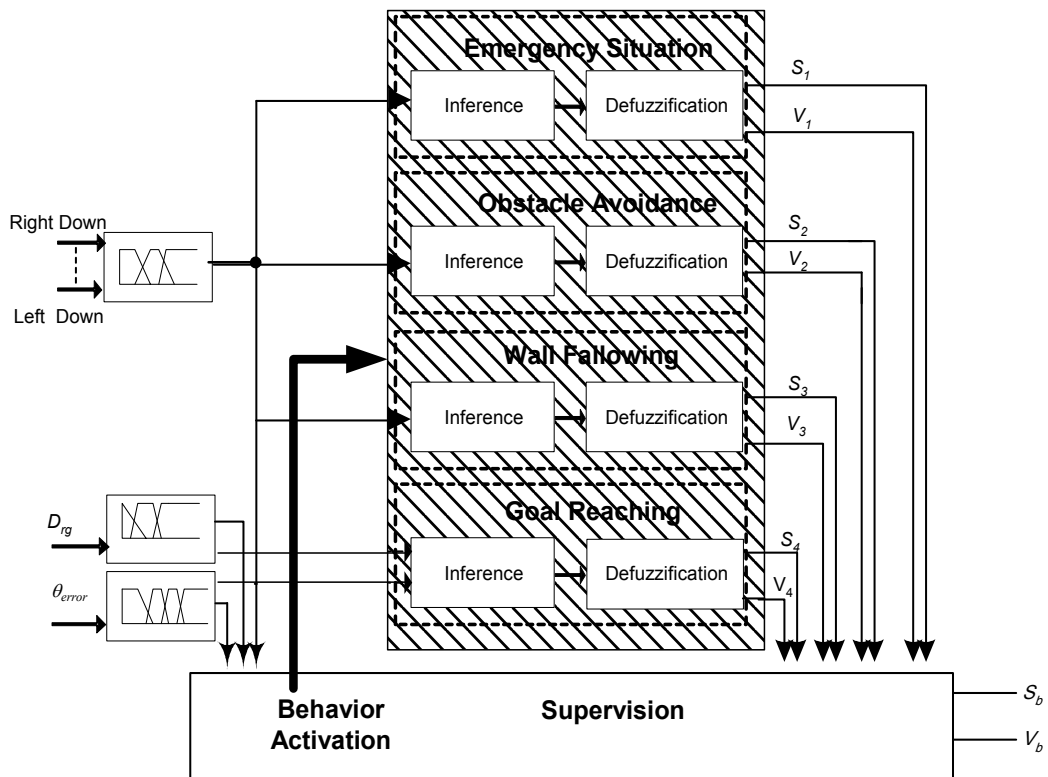 Emergency Situation
Inference
Defuzzification
S1
V1
Obstacle Avoidance
Inference
Defuzzification
S2
V2
Right Down
Left Down
Wall Fallowing
Inference
Defuzzification
S3
V3
Goal Reaching
Inference
Defuzzification
S4
V4
Drg
θerror
Behavior
Activation
Supervision
Sb
Vb